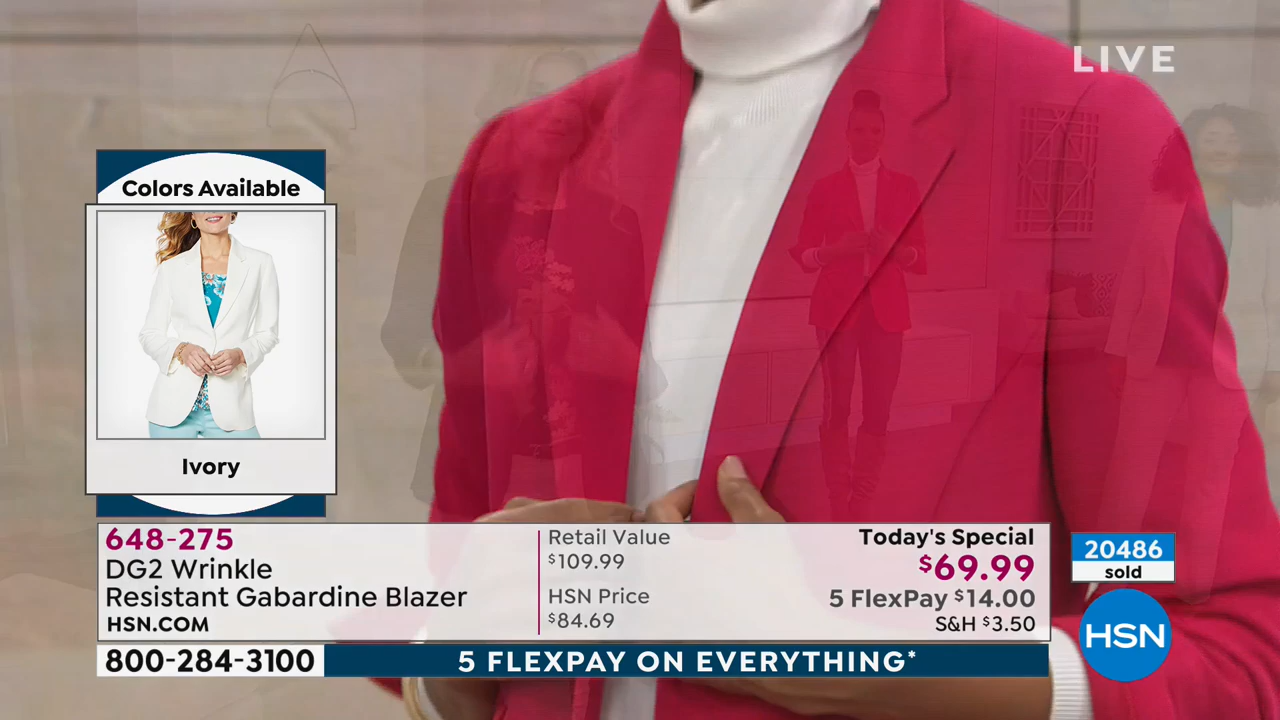 LIVE
Colors Available
Ivory
648-275
DG2 Wrinkle
Resistant Gabardine Blazer
HSN.COM
Retail Value
$109.99
HSN Price
$84.69
Today's Special
$69.99
5 FlexPay $14.00
S&H $3.50
20486
sold
HSN
800-284-3100
5 FLEXPAY ON EVERYTHING*